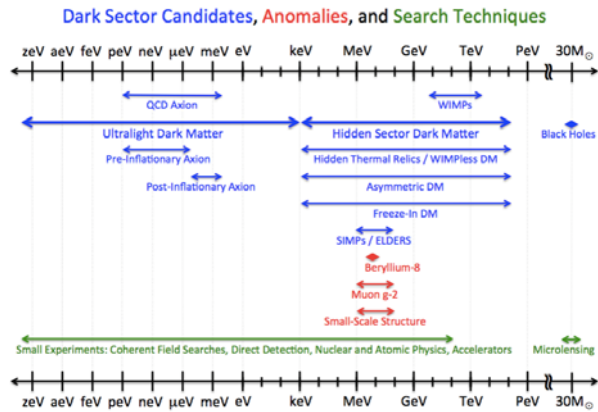 Dark Sector Candidates, Anomalies, and Search Techniques
zeV aeV feV peV neV μeV meV eV keV MeV GeV TeV PeV 30M☉
QCD Axion WIMPs
Ultralight Dark Matter Hidden Sector Dark Matter Black Holes
Pre-Inflationary Axion Hidden Thermal Relics / WIMPless DM
Post-Inflationary Axion Asymmetric DM
Freeze-In DM
SIMPs / ELDERS
Beryllium-8
Muon g-2
Small-Scale Structure
Small Experiments: Coherent Field Searches, Direct Detection, Nuclear and Atomic Physics, Accelerators Microlensing
zeV aeV feV peV neV μeV meV eV keV MeV GeV TeV PeV 30M☉